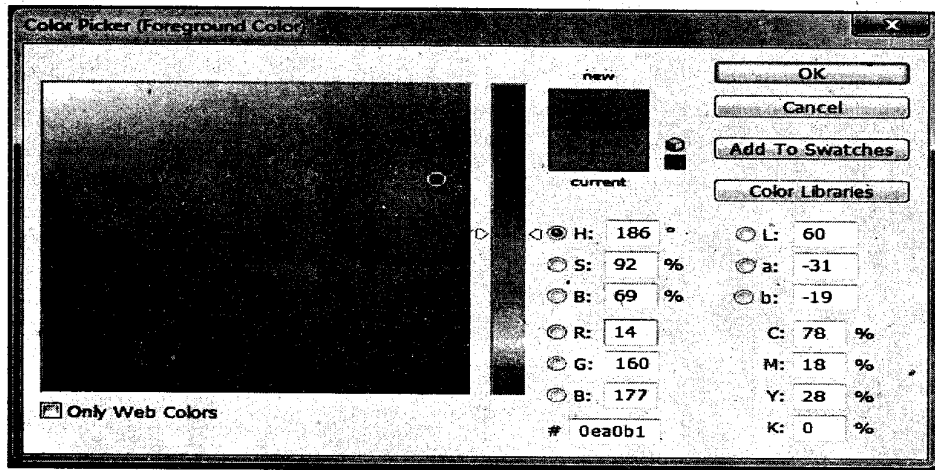 Color Picker (Foreground Color)
new
current
OK
Cancel
Add To Swatches
Color Libraries
H: 186 °
S: 92 %
B: 69 %
R: 14
G: 160
B: 177
# 0ea0b1
L: 60
a: -31
b: -19
C: 78 %
M: 18 %
Y: 28 %
K: 0 %
Only Web Colors